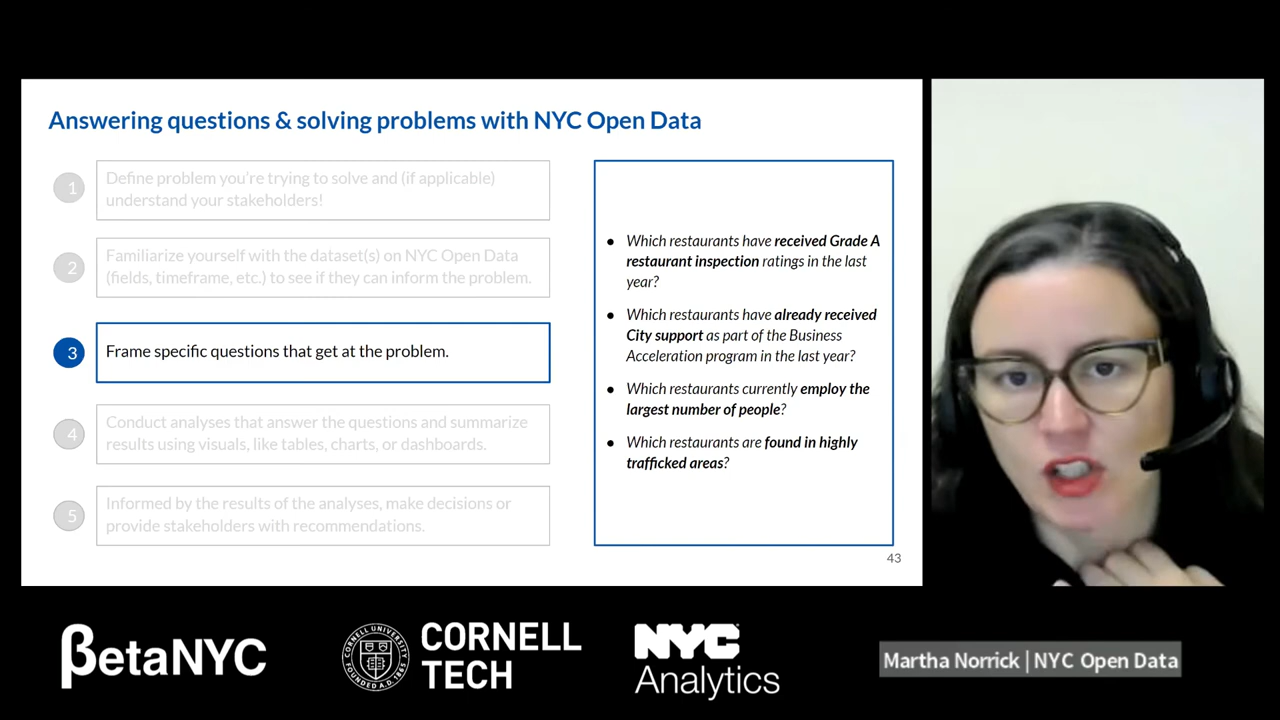 Answering questions & solving problems with NYC Open Data
1
Define problem you're trying to solve and (if applicable)
understand your stakeholders!
2
Familiarize yourself with the dataset(s) on NYC Open Data
(fields, timeframe, etc.) to see if they can inform the problem.
3
Frame specific questions that get at the problem.
4
Conduct analyses that answer the questions and summarize
results using visuals, like tables, charts, or dashboards.
5
Informed by the results of the analyses, make decisions or
provide stakeholders with recommendations.
● Which restaurants have received Grade A
restaurant inspection ratings in the last
year?
● Which restaurants have already received
City support as part of the Business
Acceleration program in the last year?
● Which restaurants currently employ the
largest number of people?
● Which restaurants are found in highly
trafficked areas?
43
βetaNYC
CORNELL UNIVERSITY
FOUNDED A.D. 1865
CORNELL
TECH
NYC
Analytics
Martha Norrick | NYC Open Data